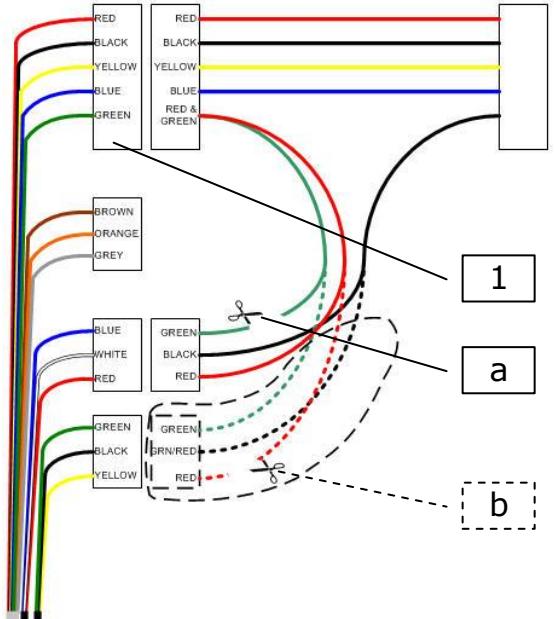 RED
BLACK
YELLOW
BLUE
GREEN
RED
BLACK
YELLOW
BLUE
RED &
GREEN
BROWN
ORANGE
GREY
1
BLUE
WHITE
RED
GREEN
BLACK
RED
a
GREEN
BLACK
YELLOW
GREEN
GRN/RED
RED
b